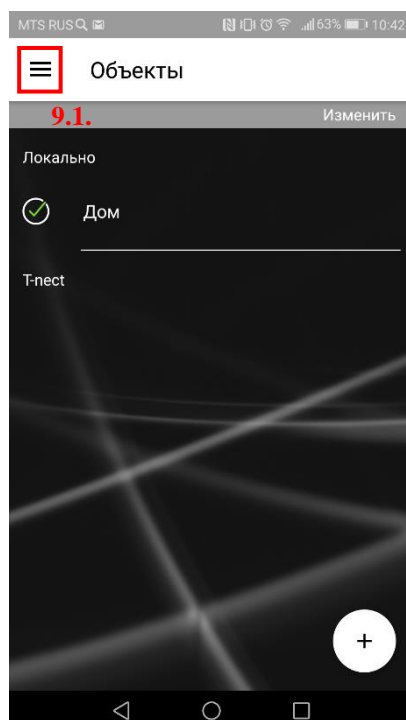 MTS RUS 63% 10:42
Объекты
9.1.
Изменить
Локально
Дом
T-nect
+